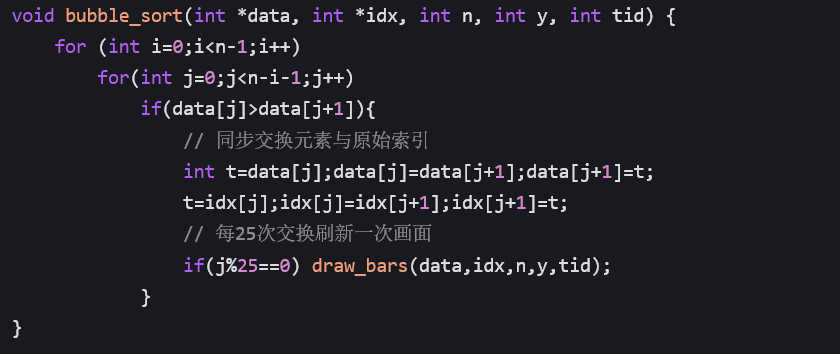 void bubble_sort(int *data, int *idx, int n, int y, int tid) {
    for (int i=0;i<n-1;i++)
        for(int j=0;j<n-i-1;j++)
            if(data[j]>data[j+1]){
                // 同步交换元素与原始索引
                int t=data[j];data[j]=data[j+1];data[j+1]=t;
                t=idx[j];idx[j]=idx[j+1];idx[j+1]=t;
                // 每25次交换刷新一次画面
                if(j%25==0) draw_bars(data,idx,n,y,tid);
            }
}